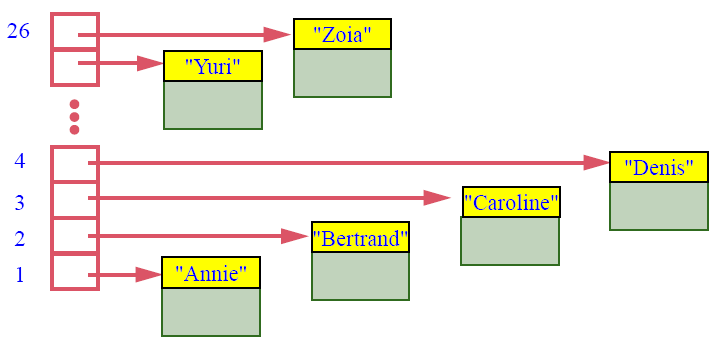 26
"Zoia"
"Yuri"
4
"Denis"
3
"Caroline"
2
"Bertrand"
1
"Annie"